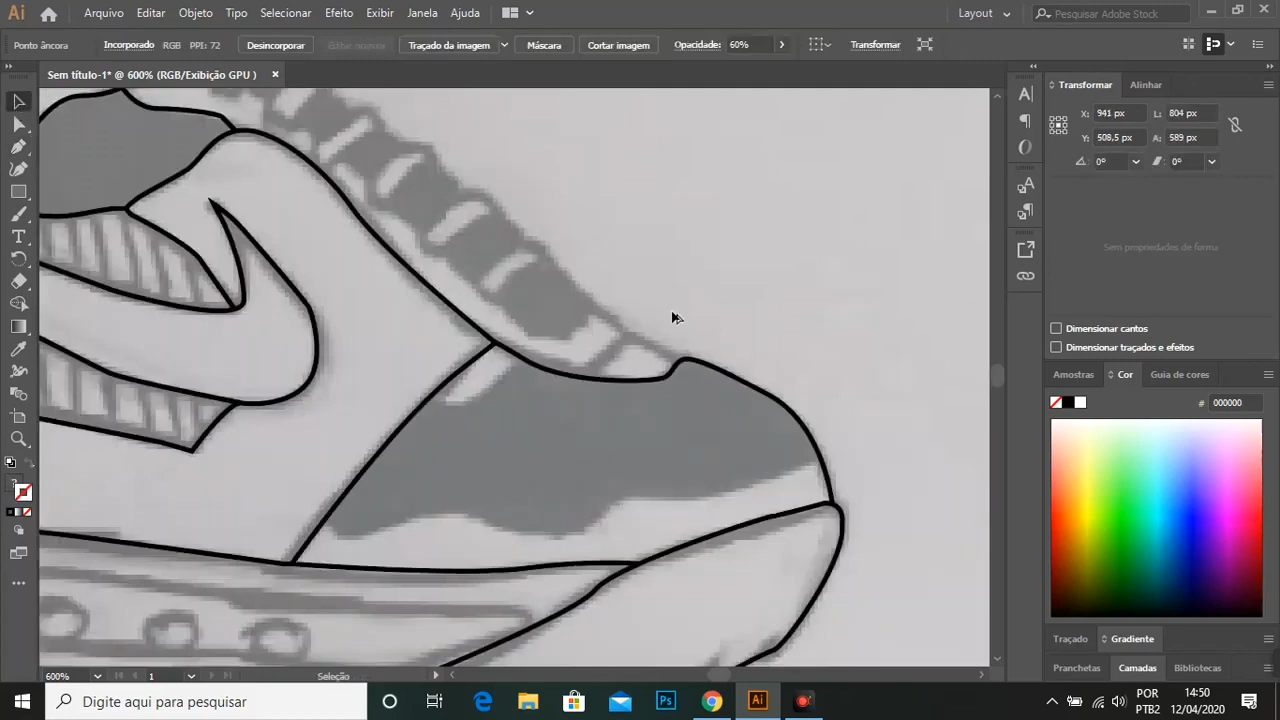 Ai Arquivo Editar Objeto Tipo Selecionar Efeito Exibir Janela Ajuda Layout Pesquisar Adobe Stock
Ponto âncora Incorporado RGB PPI: 72 Desincorporar Editar original Traçado da imagem Máscara Cortar imagem Opacidade: 60% Transformar
Sem título-1* @ 600% (RGB/Exibição GPU )
Transformar Alinhar
X: 941 px L: 804 px
Y: 508,5 px A: 589 px
0° 0°
Sem propriedades de forma
Dimensionar cantos
Dimensionar traçados e efeitos
Amostras Cor Guia de cores
# 000000
Traçado Gradiente
Pranchetas Camadas Bibliotecas
600% 1 Seleção
Digite aqui para pesquisar
Ps Ai
POR 14:50
PTB2 12/04/2020